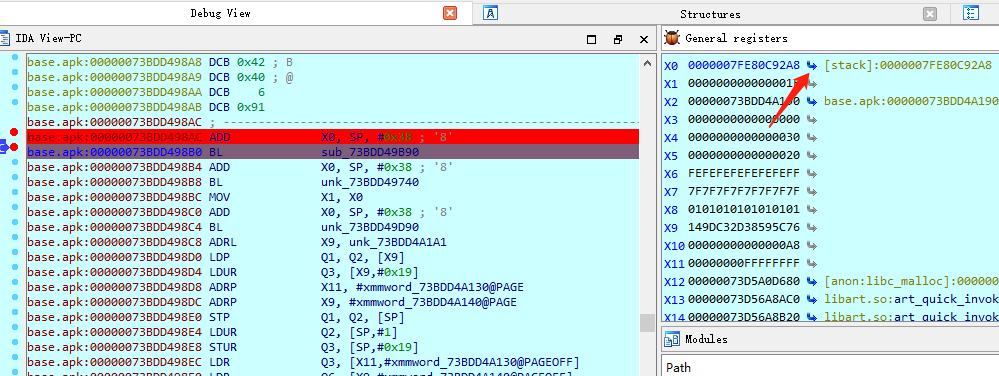 Debug View
Structures
IDA View-PC
General registers
base.apk:00000073BDD498A8 DCB 0x42 ; B
base.apk:00000073BDD498A9 DCB 0x40 ; @
base.apk:00000073BDD498AA DCB    6
base.apk:00000073BDD498AB DCB 0x91
base.apk:00000073BDD498AC ; ---------------------------------------------------------------
base.apk:00000073BDD498AC ADD             X0, SP, #0x38 ; '8'
base.apk:00000073BDD498B0 BL              sub_73BDD49B90
base.apk:00000073BDD498B4 ADD             X0, SP, #0x38 ; '8'
base.apk:00000073BDD498B8 BL              unk_73BDD49740
base.apk:00000073BDD498BC MOV             X1, X0
base.apk:00000073BDD498C0 ADD             X0, SP, #0x38 ; '8'
base.apk:00000073BDD498C4 BL              unk_73BDD49D90
base.apk:00000073BDD498C8 ADRL            X9, unk_73BDD4A1A1
base.apk:00000073BDD498D0 LDP             Q1, Q2, [X9]
base.apk:00000073BDD498D4 LDUR            Q3, [X9,#0x19]
base.apk:00000073BDD498D8 ADRP            X11, #xmmword_73BDD4A130@PAGE
base.apk:00000073BDD498DC ADRP            X9, #xmmword_73BDD4A140@PAGE
base.apk:00000073BDD498E0 STP             Q1, Q2, [SP]
base.apk:00000073BDD498E4 LDUR            Q2, [SP,#1]
base.apk:00000073BDD498E8 STUR            Q3, [SP,#0x19]
base.apk:00000073BDD498EC LDR             Q3, [X11,#xmmword_73BDD4A130@PAGEOFF]
X0 0000007FE80C92A8 [stack]:0000007FE80C92A8
X1
X2 base.apk:00000073BDD4A190
X3 0000000000000000
X4 0000000000000030
X5 0000000000000020
X6 FEFEFEFEFEFEFEFF
X7 7F7F7F7F7F7F7F7F
X8 0101010101010101
X9 149DC32D38595C76
X10 00000000000000A8
X11 00000000FFFFFFFF
X12 00000073D5A0D680 [anon:libc_malloc]:000000
X13 00000073D56A8AC0 libart.so:art_quick_invok
X14 00000073D56A8B20 libart.so:art_quick_invok
Modules
Path